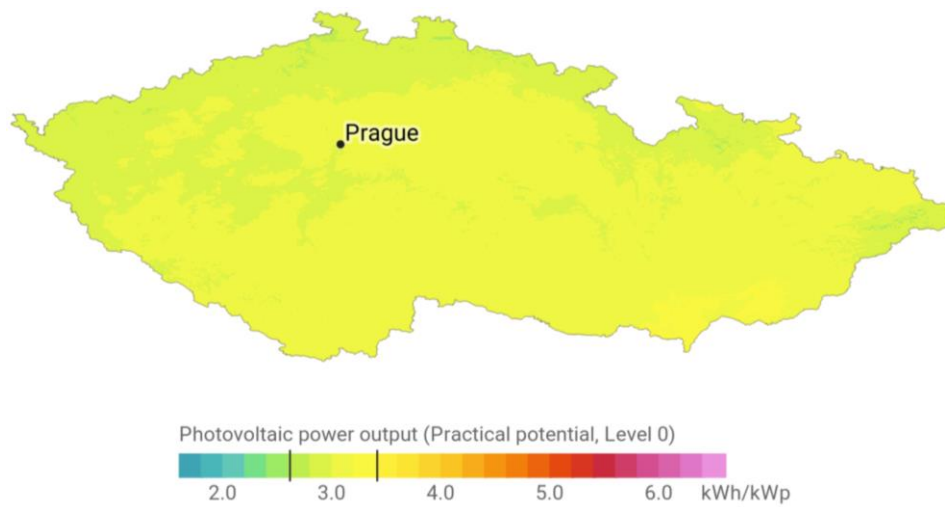 Prague
Photovoltaic power output (Practical potential, Level 0)
2.0 3.0 4.0 5.0 6.0 kWh/kWp